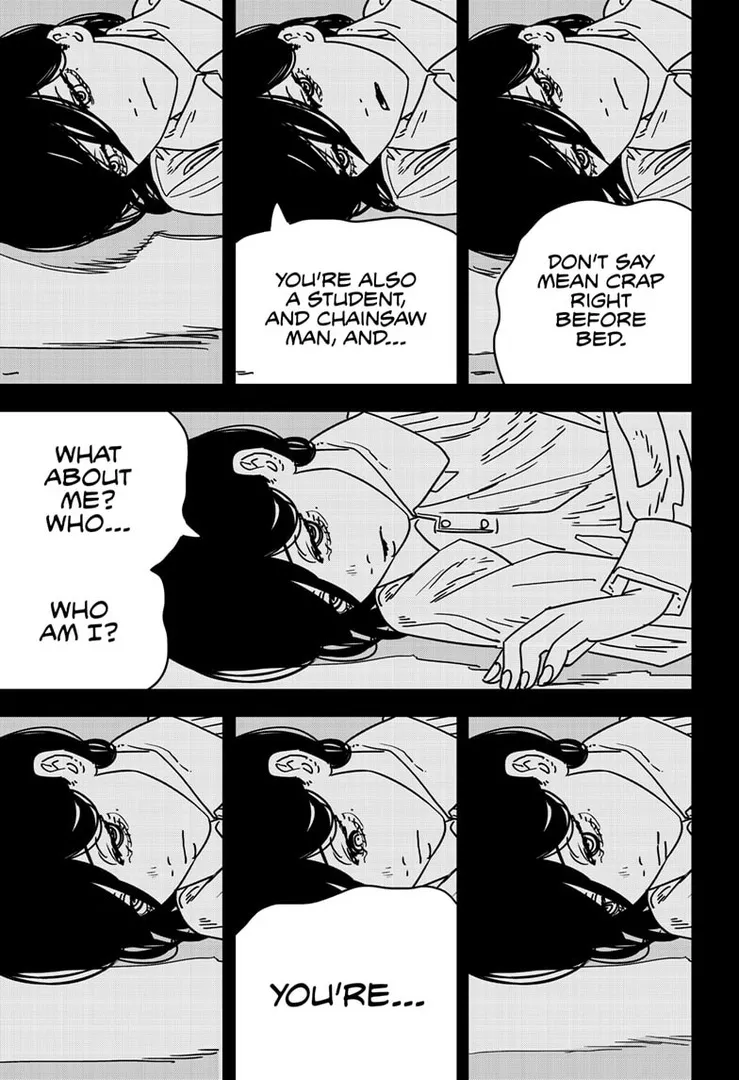 DON'T SAY
MEAN CRAP
RIGHT
BEFORE
BED.
YOU'RE ALSO
A STUDENT,
AND CHAINSAW
MAN, AND...
WHAT
ABOUT
ME?
WHO...
WHO
AM I?
YOU'RE...